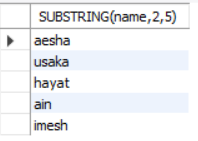 SUBSTRING(name,2,5)
aesha
usaka
hayat
ain
imesh